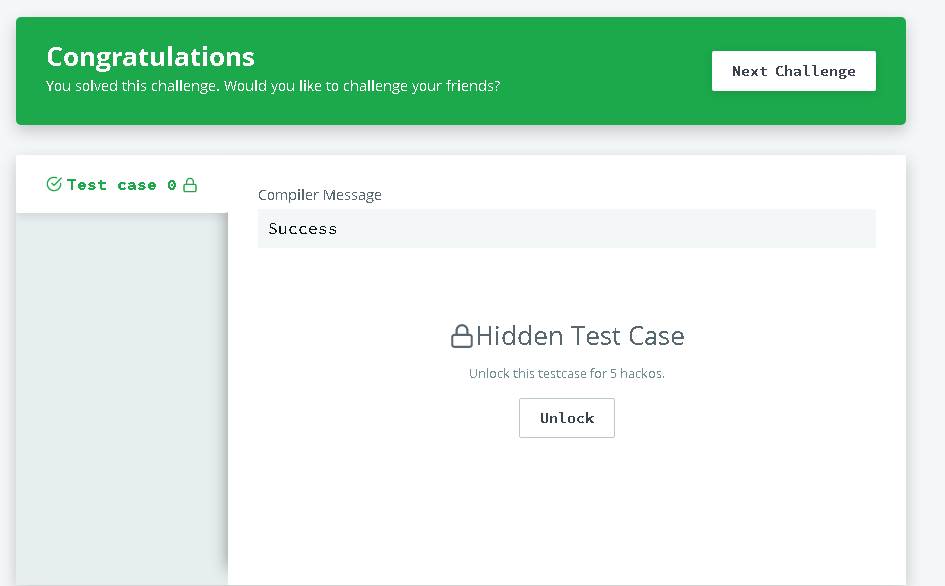 Congratulations
You solved this challenge. Would you like to challenge your friends?
Next Challenge
Test case 0
Compiler Message
Success
Hidden Test Case
Unlock this testcase for 5 hackos.
Unlock